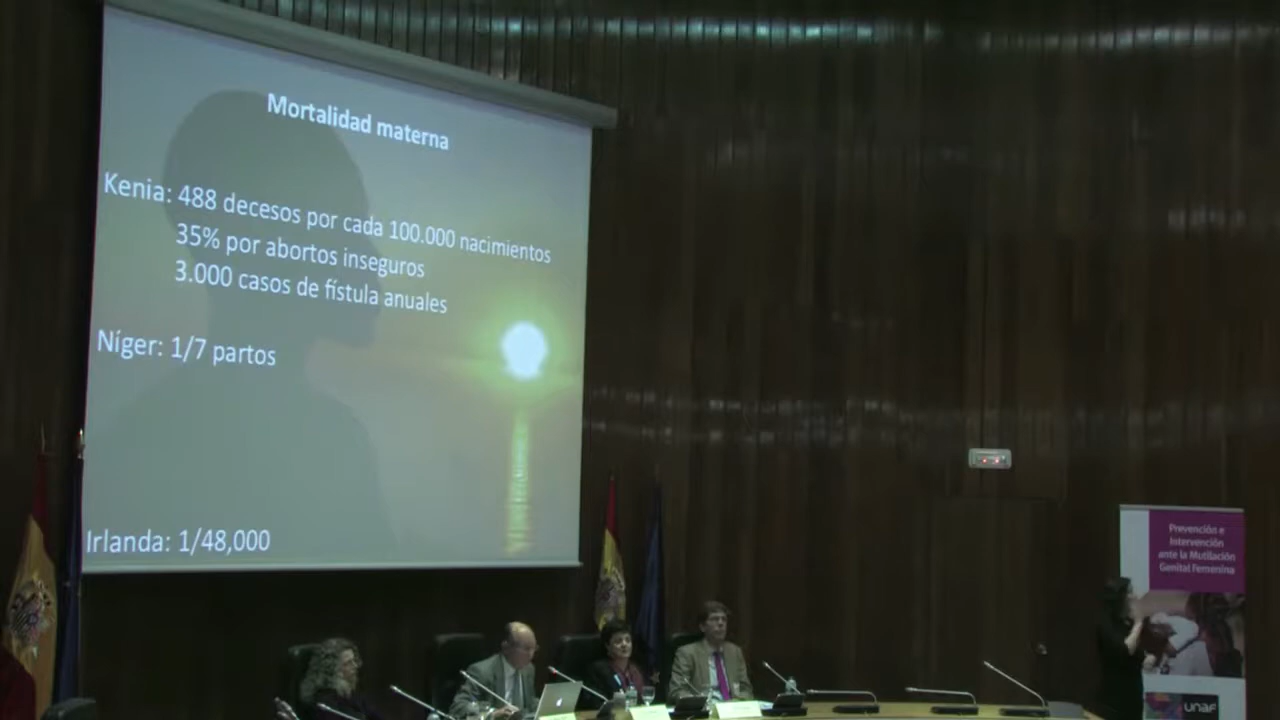 Mortalidad materna
Kenia: 488 decesos por cada 100.000 nacimientos
35% por abortos inseguros
3.000 casos de fístula anuales
Níger: 1/7 partos
Irlanda: 1/48,000
Prevención e
Intervención
ante la Mutilación
Genital Femenina
unaf